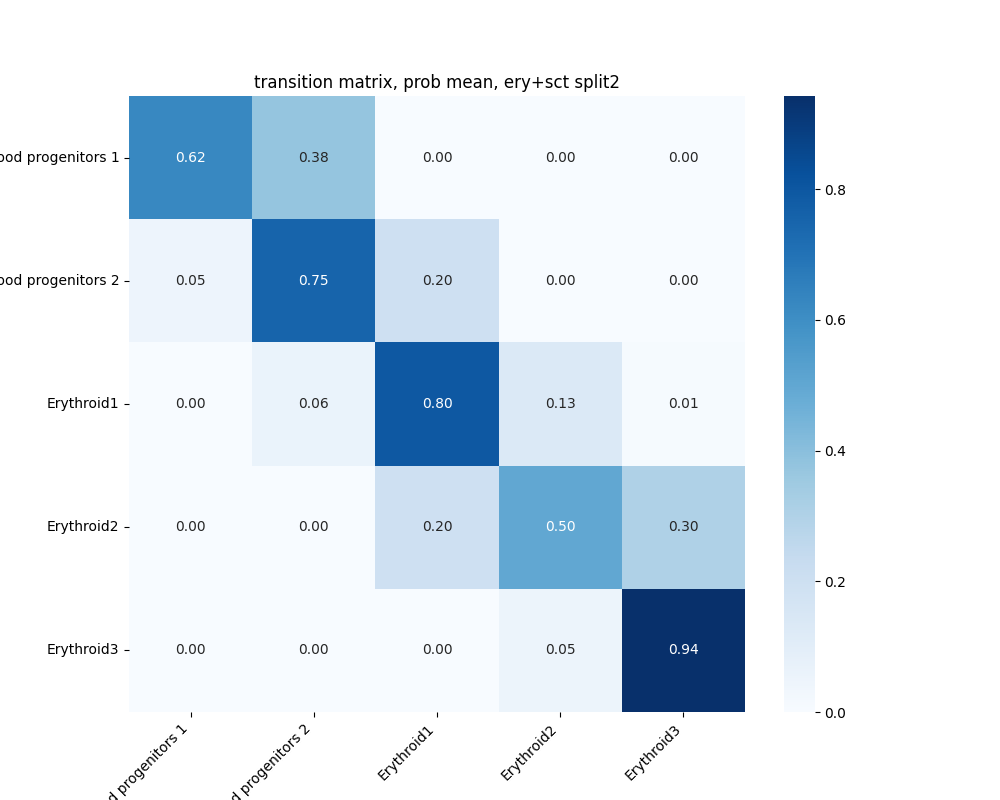 transition matrix, prob mean, ery+sct split2
ood progenitors 1
0.62 0.38 0.00 0.00 0.00
ood progenitors 2
0.05 0.75 0.20 0.00 0.00
Erythroid1
0.00 0.06 0.80 0.13 0.01
Erythroid2
0.00 0.00 0.20 0.50 0.30
Erythroid3
0.00 0.00 0.00 0.05 0.94
d progenitors 1
d progenitors 2
Erythroid1
Erythroid2
Erythroid3
0.8
0.6
0.4
0.2
0.0